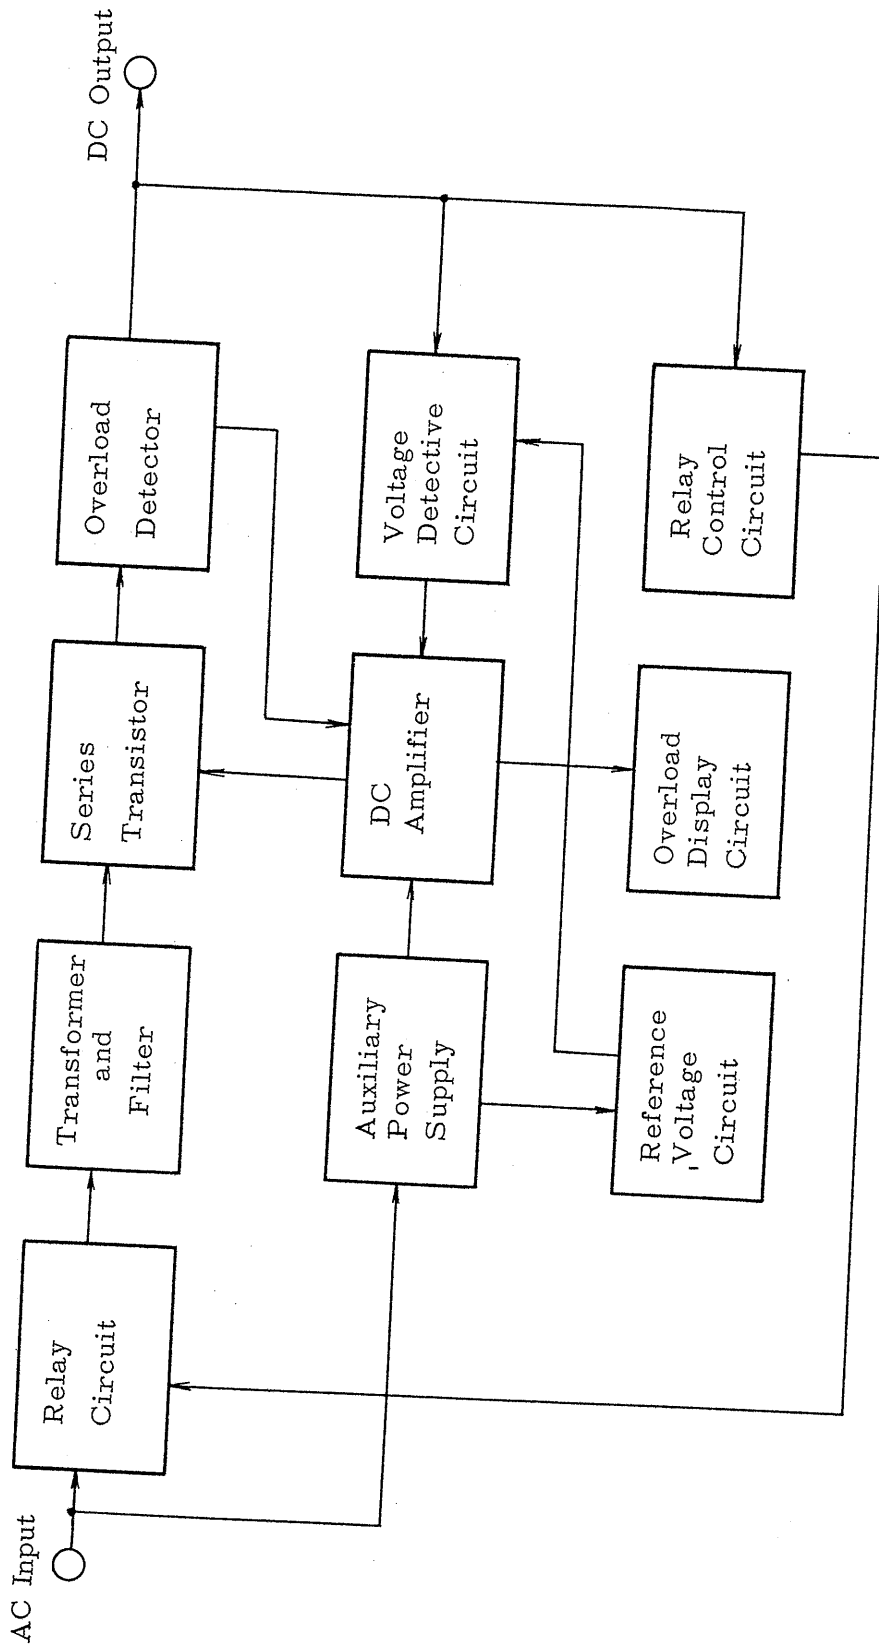 AC Input
DC Output
Relay
Circuit
Transformer
and
Filter
Series
Transistor
Overload
Detector
Auxiliary
Power
Supply
DC
Amplifier
Voltage
Detective
Circuit
Reference
Voltage
Circuit
Overload
Display
Circuit
Relay
Control
Circuit